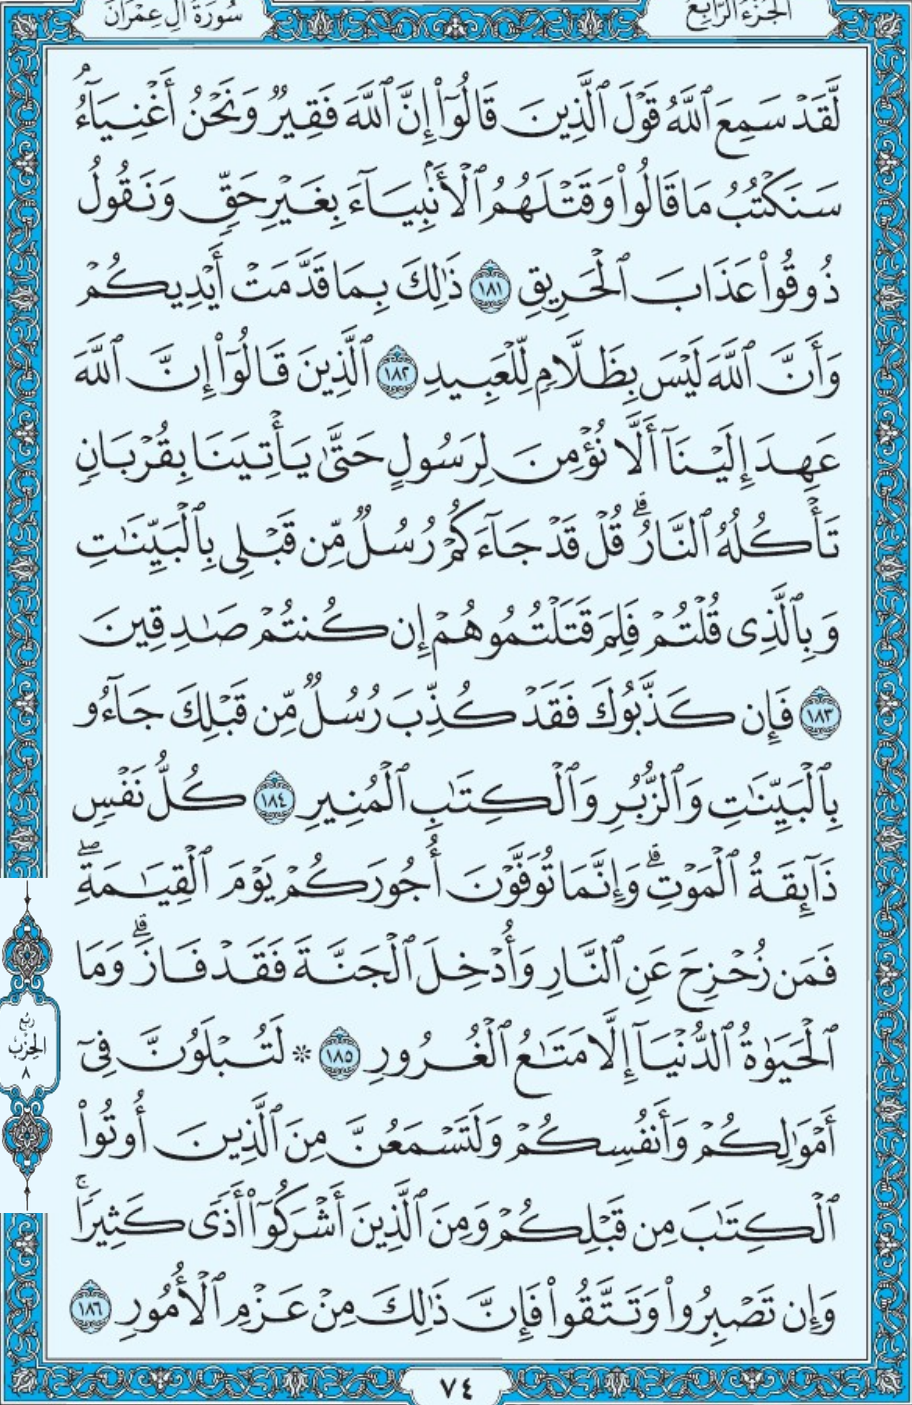 سُورَةُ آلِ عِمْرَانَ
الجُزْءُ الرَّابِعُ
لَّقَدْ سَمِعَ ٱللَّهُ قَوْلَ ٱلَّذِينَ قَالُوٓا۟ إِنَّ ٱللَّهَ فَقِيرٌ وَنَحْنُ أَغْنِيَآءُ ۘ
سَنَكْتُبُ مَا قَالُوا۟ وَقَتْلَهُمُ ٱلْأَنۢبِيَآءَ بِغَيْرِ حَقٍّ وَنَقُولُ
ذُوقُوا۟ عَذَابَ ٱلْحَرِيقِ ١٨١ ذَٰلِكَ بِمَا قَدَّمَتْ أَيْدِيكُمْ
وَأَنَّ ٱللَّهَ لَيْسَ بِظَلَّامٍ لِّلْعَبِيدِ ١٨٢ ٱلَّذِينَ قَالُوٓا۟ إِنَّ ٱللَّهَ
عَهِدَ إِلَيْنَآ أَلَّا نُؤْمِنَ لِرَسُولٍ حَتَّىٰ يَأْتِيَنَا بِقُرْبَانٍ
تَأْكُلُهُ ٱلنَّارُ ۗ قُلْ قَدْ جَآءَكُمْ رُسُلٌ مِّن قَبْلِى بِٱلْبَيِّنَٰتِ
وَبِٱلَّذِى قُلْتُمْ فَلِمَ قَتَلْتُمُوهُمْ إِن كُنتُمْ صَٰدِقِينَ
١٨٣ فَإِن كَذَّبُوكَ فَقَدْ كُذِّبَ رُسُلٌ مِّن قَبْلِكَ جَآءُو
بِٱلْبَيِّنَٰتِ وَٱلزُّبُرِ وَٱلْكِتَٰبِ ٱلْمُنِيرِ ١٨٤ كُلُّ نَفْسٍ
ذَآئِقَةُ ٱلْمَوْتِ ۗ وَإِنَّمَا تُوَفَّوْنَ أُجُورَكُمْ يَوْمَ ٱلْقِيَٰمَةِ ۖ
فَمَن زُحْزِحَ عَنِ ٱلنَّارِ وَأُدْخِلَ ٱلْجَنَّةَ فَقَدْ فَازَ ۗ وَمَا
ٱلْحَيَوٰةُ ٱلدُّنْيَآ إِلَّا مَتَٰعُ ٱلْغُرُورِ ١٨٥ ۞ لَتُبْلَوُنَّ فِىٓ
أَمْوَٰلِكُمْ وَأَنفُسِكُمْ وَلَتَسْمَعُنَّ مِنَ ٱلَّذِينَ أُوتُوا۟
ٱلْكِتَٰبَ مِن قَبْلِكُمْ وَمِنَ ٱلَّذِينَ أَشْرَكُوٓا۟ أَذًى كَثِيرًا ۚ
وَإِن تَصْبِرُوا۟ وَتَتَّقُوا۟ فَإِنَّ ذَٰلِكَ مِنْ عَزْمِ ٱلْأُمُورِ ١٨٦
رُبُع
الحِزْب
٨
٧٤